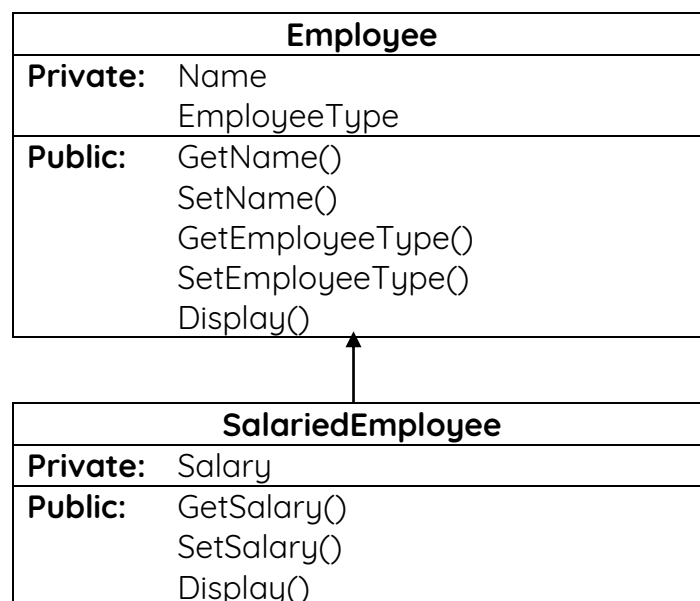 Employee
Private: Name
EmployeeType
Public: GetName()
SetName()
GetEmployeeType()
SetEmployeeType()
Display()
SalariedEmployee
Private: Salary
Public: GetSalary()
SetSalary()
Display()